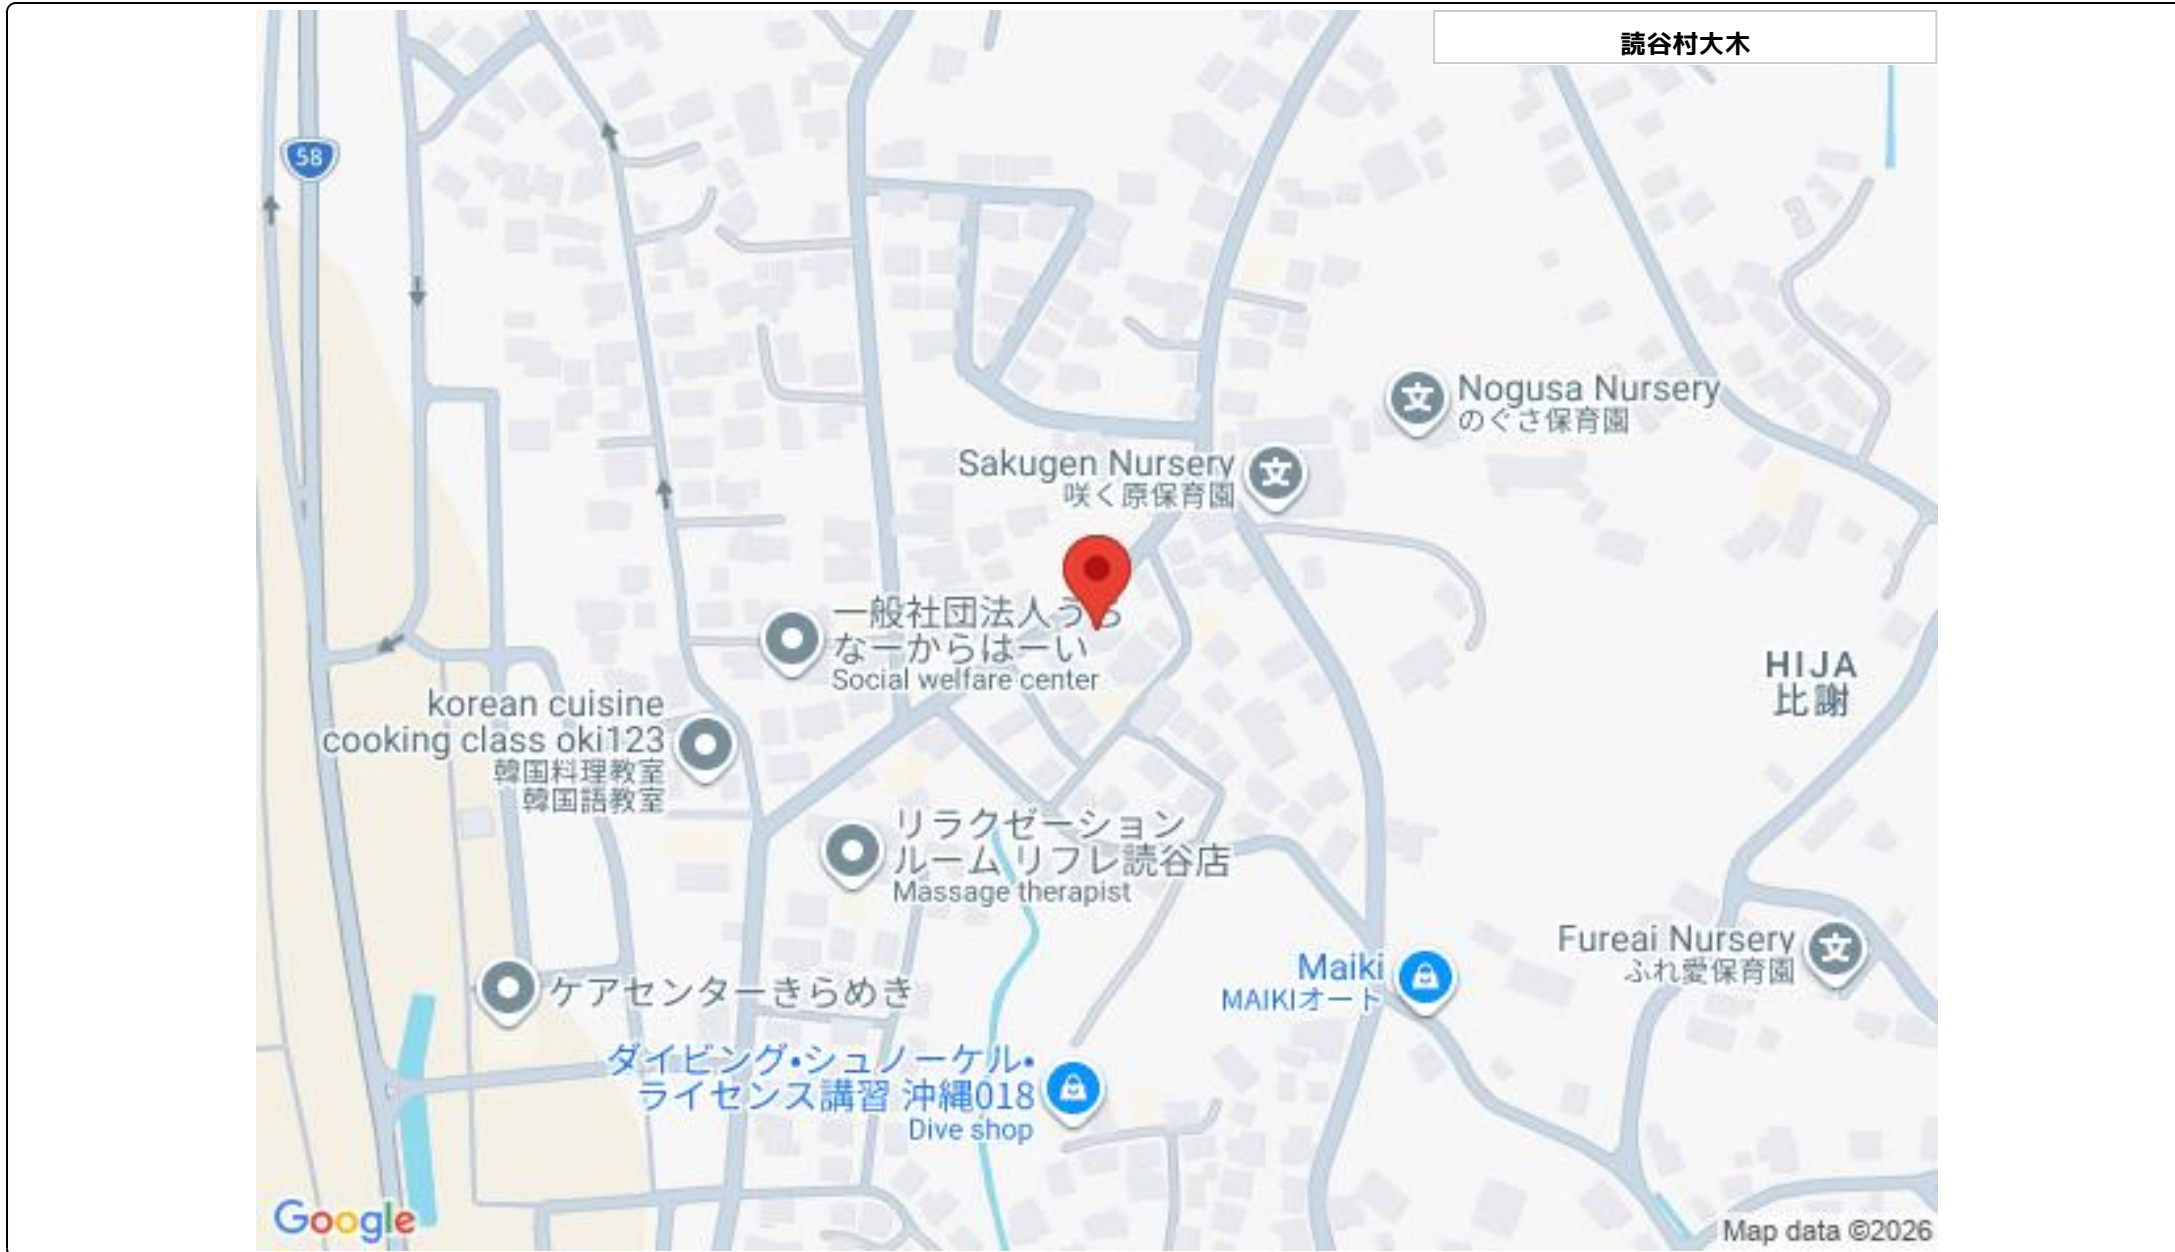 読谷村大木
58
Nogusa Nursery
のぐさ保育園
Sakugen Nursery
咲く原保育園
一般社団法人うち
なーからはーい
Social welfare center
HIJA
比謝
korean cuisine
cooking class oki123
韓国料理教室
韓国語教室
リラクゼーション
ルーム リフレ読谷店
Massage therapist
Fureai Nursery
ふれ愛保育園
Maiki
MAIKIオート
ケアセンターきらめき
ダイビング•シュノーケル•
ライセンス講習 沖縄018
Dive shop
Google
Map data ©2026